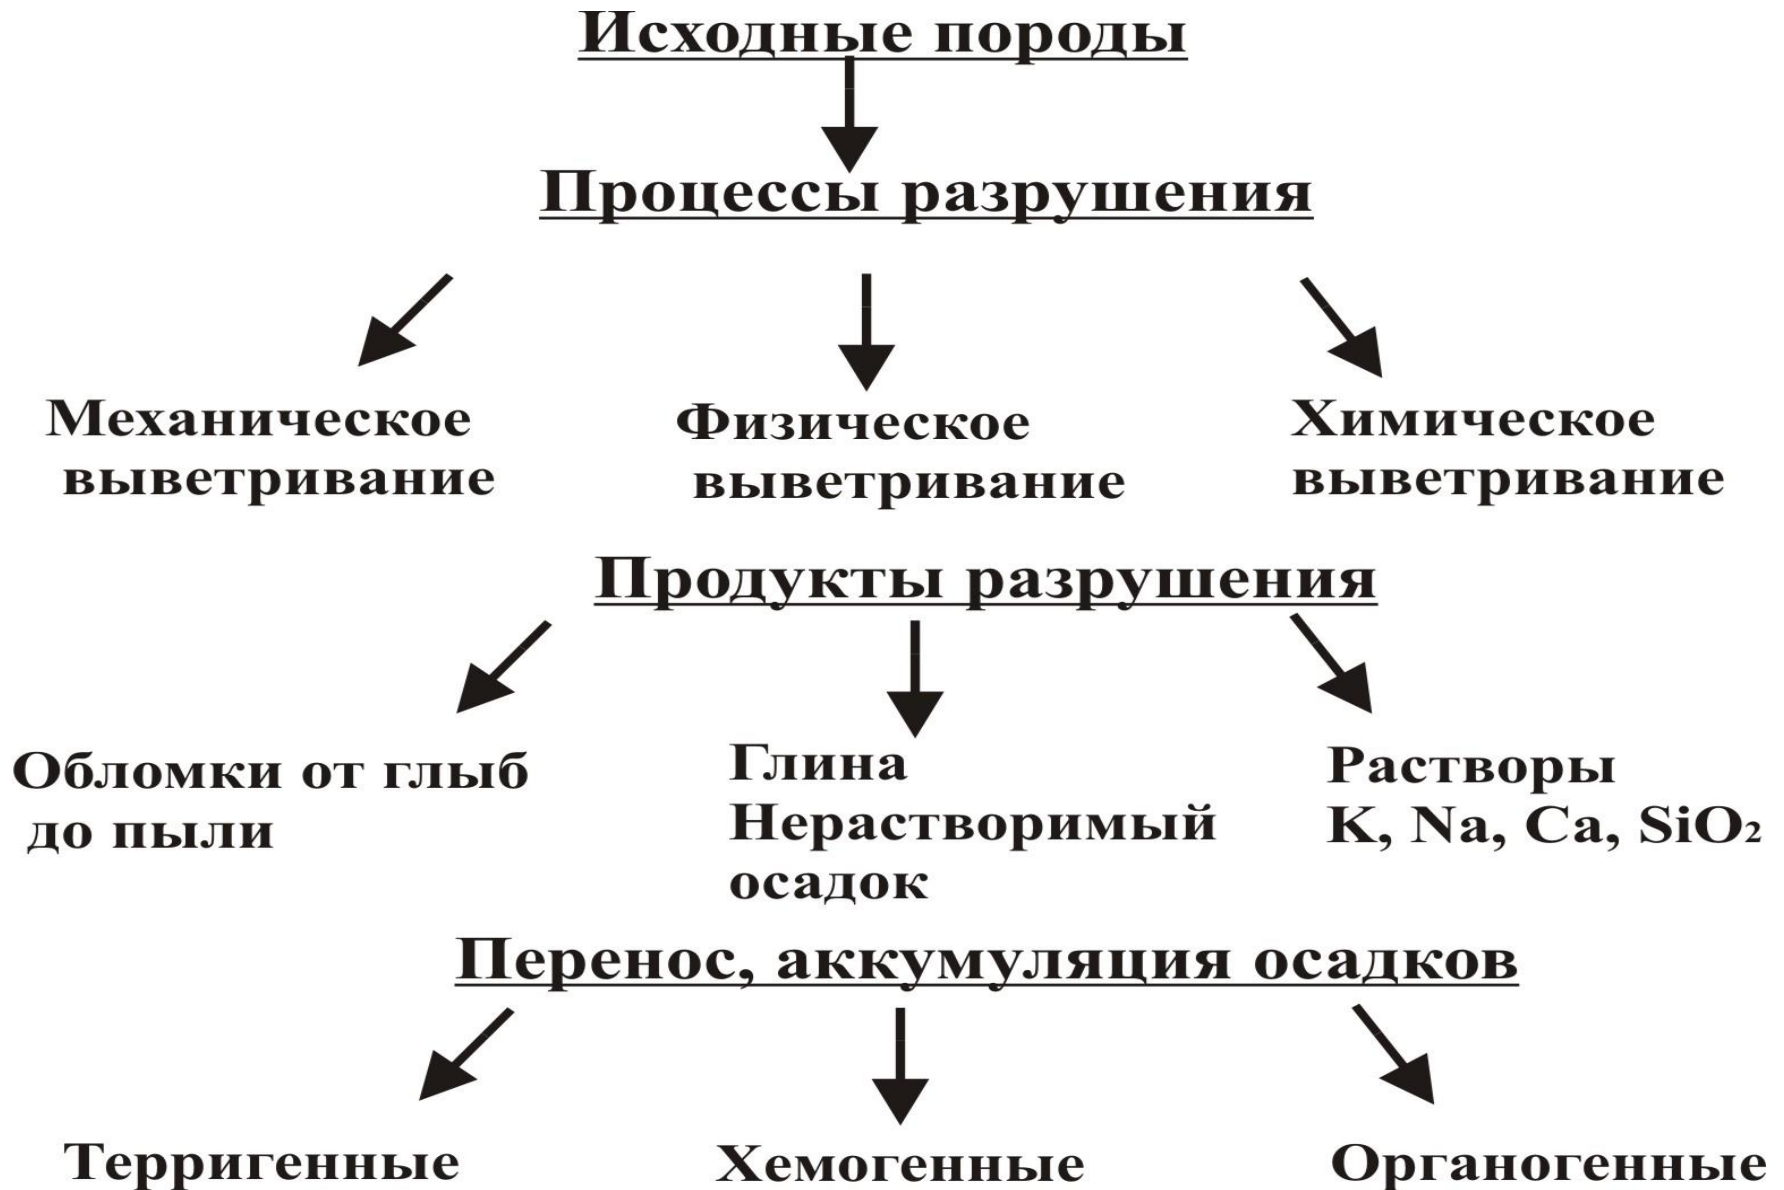 Исходные породы
Процессы разрушения
Механическое
выветривание
Физическое
выветривание
Химическое
выветривание
Продукты разрушения
Обломки от глыб
до пыли
Глина
Нерастворимый
осадок
Растворы
K, Na, Ca, SiO₂
Перенос, аккумуляция осадков
Терригенные
Хемогенные
Органогенные